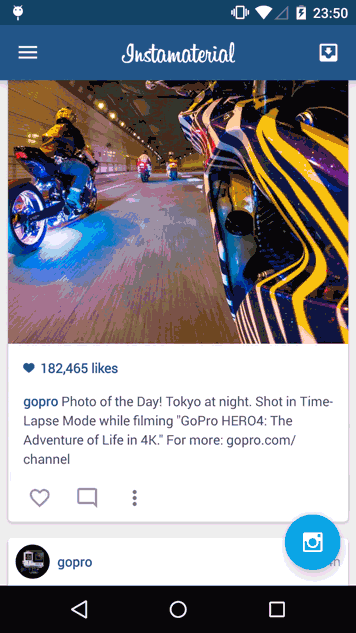 23:50
Instamaterial
182,465 likes
gopro Photo of the Day! Tokyo at night. Shot in Time-
Lapse Mode while filming "GoPro HERO4: The
Adventure of Life in 4K." For more: gopro.com/
channel
gopro